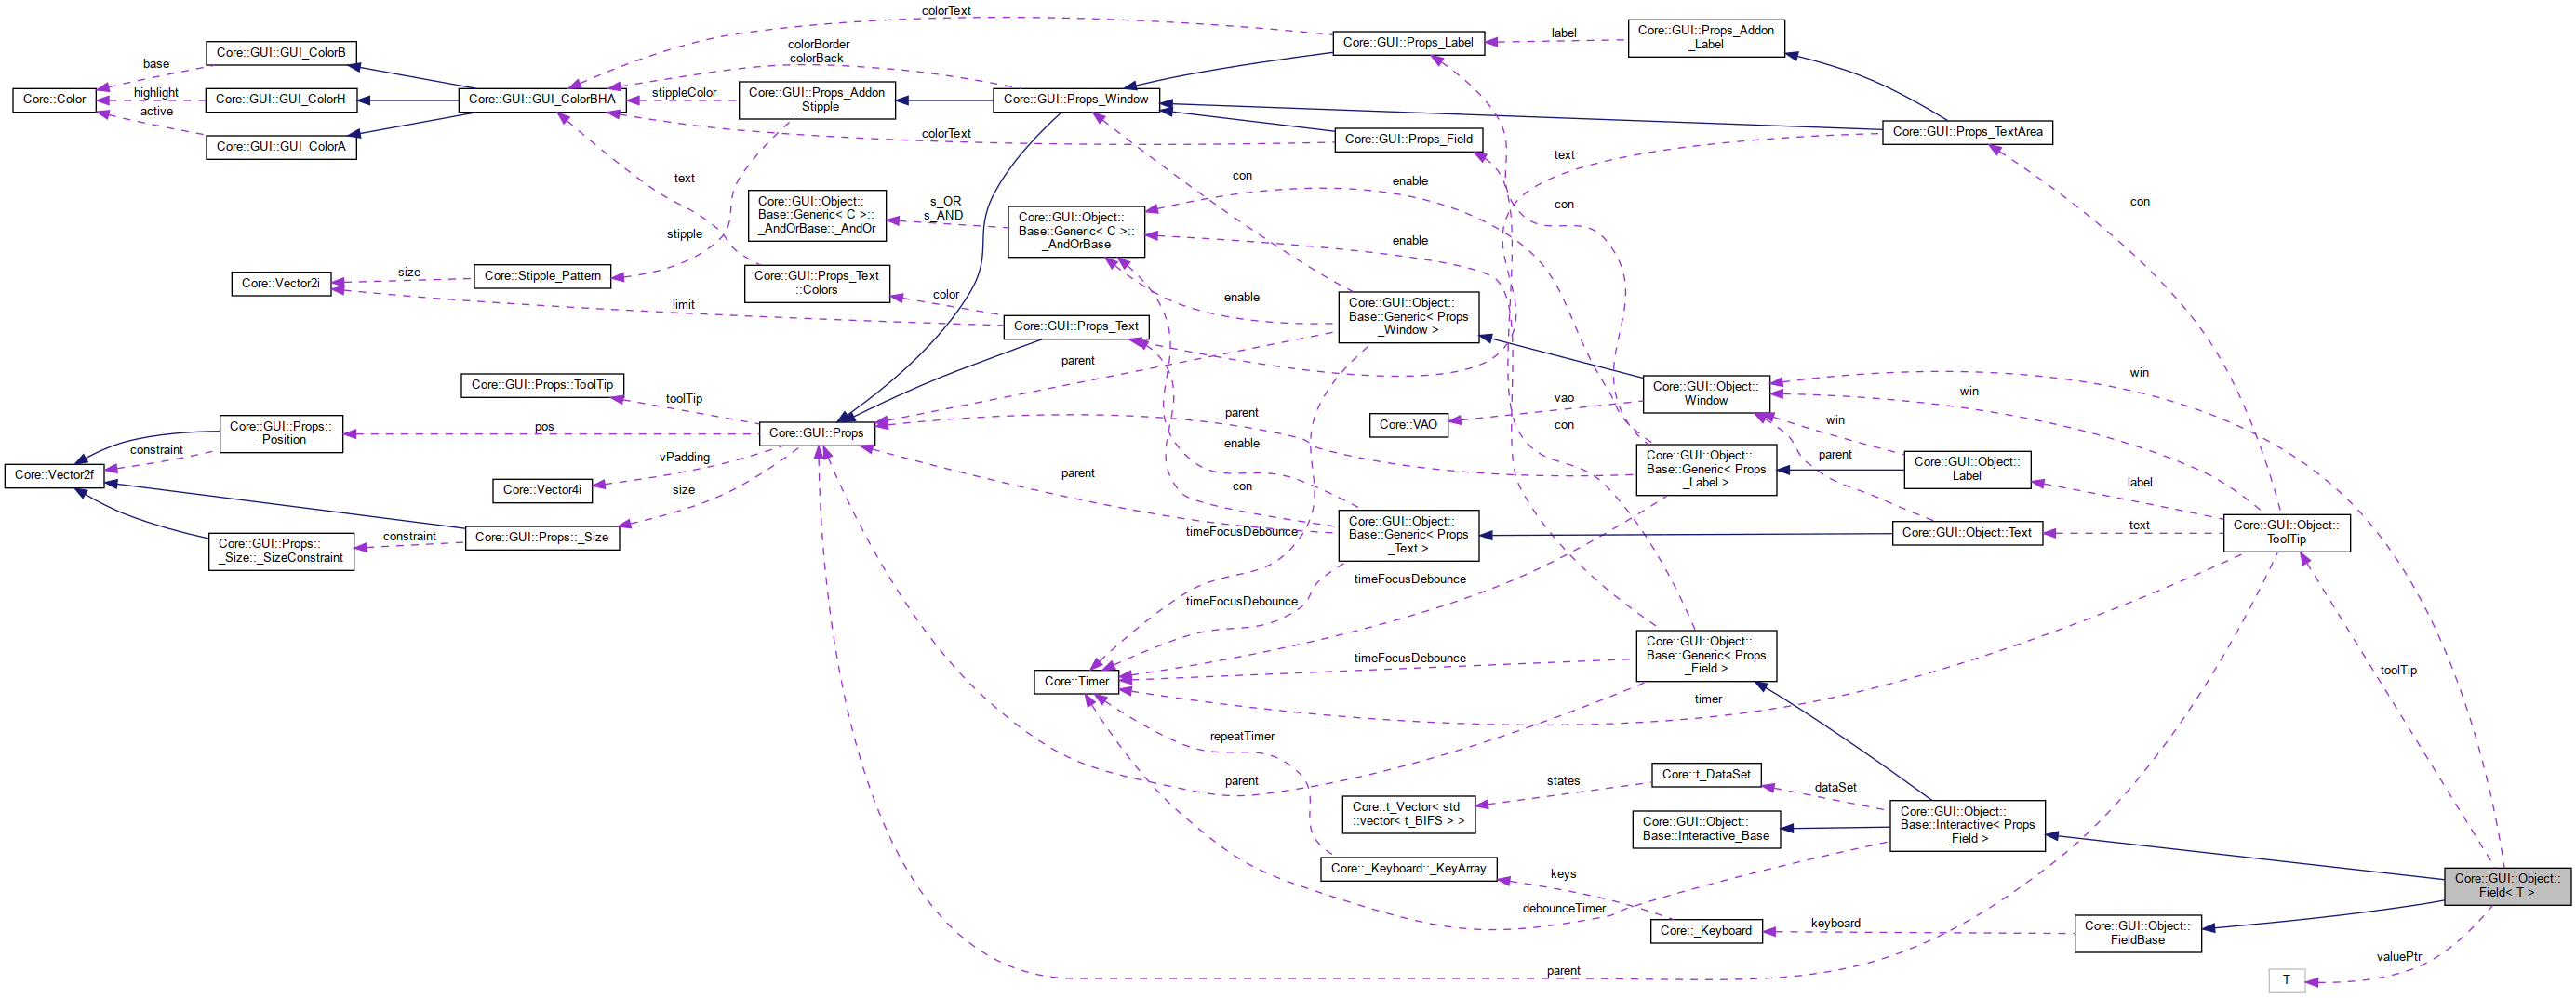 colorText
Core::GUI::Props_Label
label
Core::GUI::Props_Addon
_Label
Core::GUI::GUI_ColorB
colorBorder
colorBack
base
Core::Color
highlight
Core::GUI::GUI_ColorH
Core::GUI::GUI_ColorBHA
stippleColor
Core::GUI::Props_Addon
_Stipple
Core::GUI::Props_Window
active
Core::GUI::GUI_ColorA
colorText
Core::GUI::Props_Field
Core::GUI::Props_TextArea
text
text
con
enable
con
con
Core::GUI::Object::
Base::Generic< C >::
_AndOrBase::_AndOr
s_OR
s_AND
Core::GUI::Object::
Base::Generic< C >::
_AndOrBase
stipple
enable
Core::Vector2i
size
Core::Stipple_Pattern
Core::GUI::Props_Text
::Colors
limit
color
enable
Core::GUI::Object::
Base::Generic< Props
_Window >
Core::GUI::Props_Text
parent
Core::GUI::Props::ToolTip
toolTip
Core::GUI::Object::
Window
win
win
vao
Core::VAO
con
Core::GUI::Props::
_Position
pos
Core::GUI::Props
parent
win
constraint
Core::Vector2f
vPadding
Core::Vector4i
enable
parent
Core::GUI::Object::
Base::Generic< Props
_Label >
parent
Core::GUI::Object::
Label
label
size
con
Core::GUI::Props::
_Size::_SizeConstraint
constraint
Core::GUI::Props::_Size
timeFocusDebounce
Core::GUI::Object::
Base::Generic< Props
_Text >
Core::GUI::Object::Text
text
Core::GUI::Object::
ToolTip
timeFocusDebounce
timeFocusDebounce
Core::Timer
timeFocusDebounce
Core::GUI::Object::
Base::Generic< Props
_Field >
toolTip
timer
repeatTimer
parent
states
Core::t_DataSet
dataSet
Core::t_Vector< std
::vector< t_BIFS > >
Core::GUI::Object::
Base::Interactive_Base
Core::GUI::Object::
Base::Interactive< Props
_Field >
Core::_Keyboard::_KeyArray
keys
Core::GUI::Object::
Field< T >
debounceTimer
Core::_Keyboard
keyboard
Core::GUI::Object::
FieldBase
valuePtr
parent
T